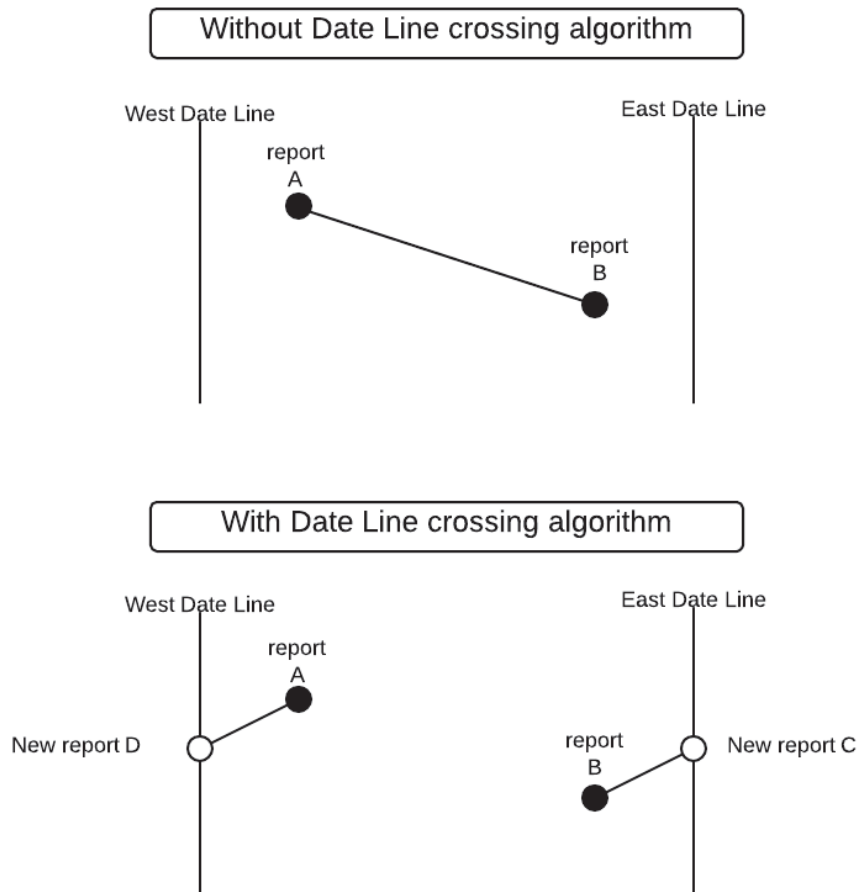 Without Date Line crossing algorithm
West Date Line
East Date Line
report
A
report
B
With Date Line crossing algorithm
West Date Line
East Date Line
report
A
New report D
report
B
New report C